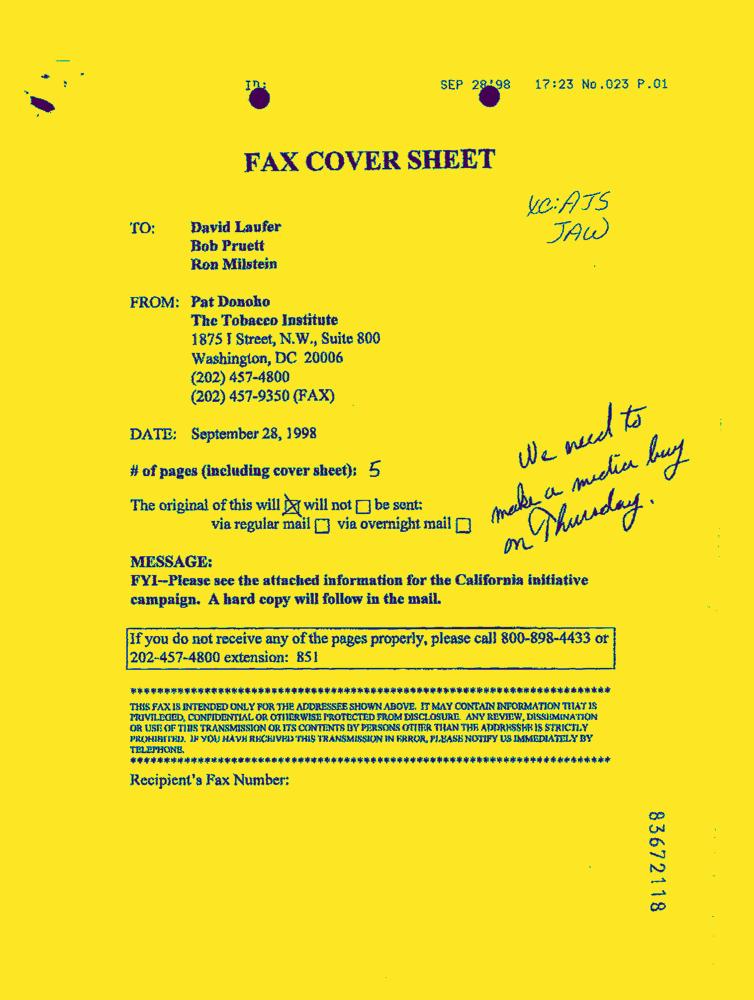 ID:
SEP 28'98 17:23 No.023 P.01
FAX COVER SHEET
xc: AJS
JAW
TO: David Laufer
Bob Pruett
Ron Milstein
FROM: Pat Donoho
The Tobacco Institute
1875 I Street, N.W., Suite 800
Washington, DC 20006
(202) 457-4800
(202) 457-9350 (FAX)
DATE: September 28, 1998
We need to
make a media buy
on Thursday.
# of pages (including cover sheet): 5
The original of this will ☒ will not ☐ be sent:
via regular mail ☐ via overnight mail ☐
MESSAGE:
FYI--Please see the attached information for the California initiative
campaign. A hard copy will follow in the mail.
If you do not receive any of the pages properly, please call 800-898-4433 or
202-457-4800 extension: 851
THIS FAX IS INTENDED ONLY FOR THE ADDRESSEE SHOWN ABOVE. IT MAY CONTAIN INFORMATION THAT IS
PRIVILEGED, CONFIDENTIAL OR OTHERWISE PROTECTED FROM DISCLOSURE. ANY REVIEW, DISSEMINATION
OR USE OF THIS TRANSMISSION OR ITS CONTENTS BY PERSONS OTHER THAN THE ADDRESSEE IS STRICTLY
PROHIBITED. IF YOU HAVE RECEIVED THIS TRANSMISSION IN ERROR, PLEASE NOTIFY US IMMEDIATELY BY
TELEPHONE.
Recipient's Fax Number:
83672118